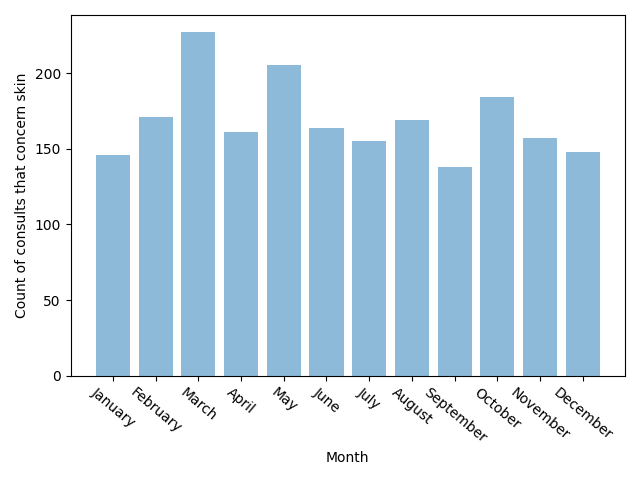 Count of consults that concern skin
200
150
100
50
0
January
February
March
April
May
June
July
August
September
October
November
December
Month